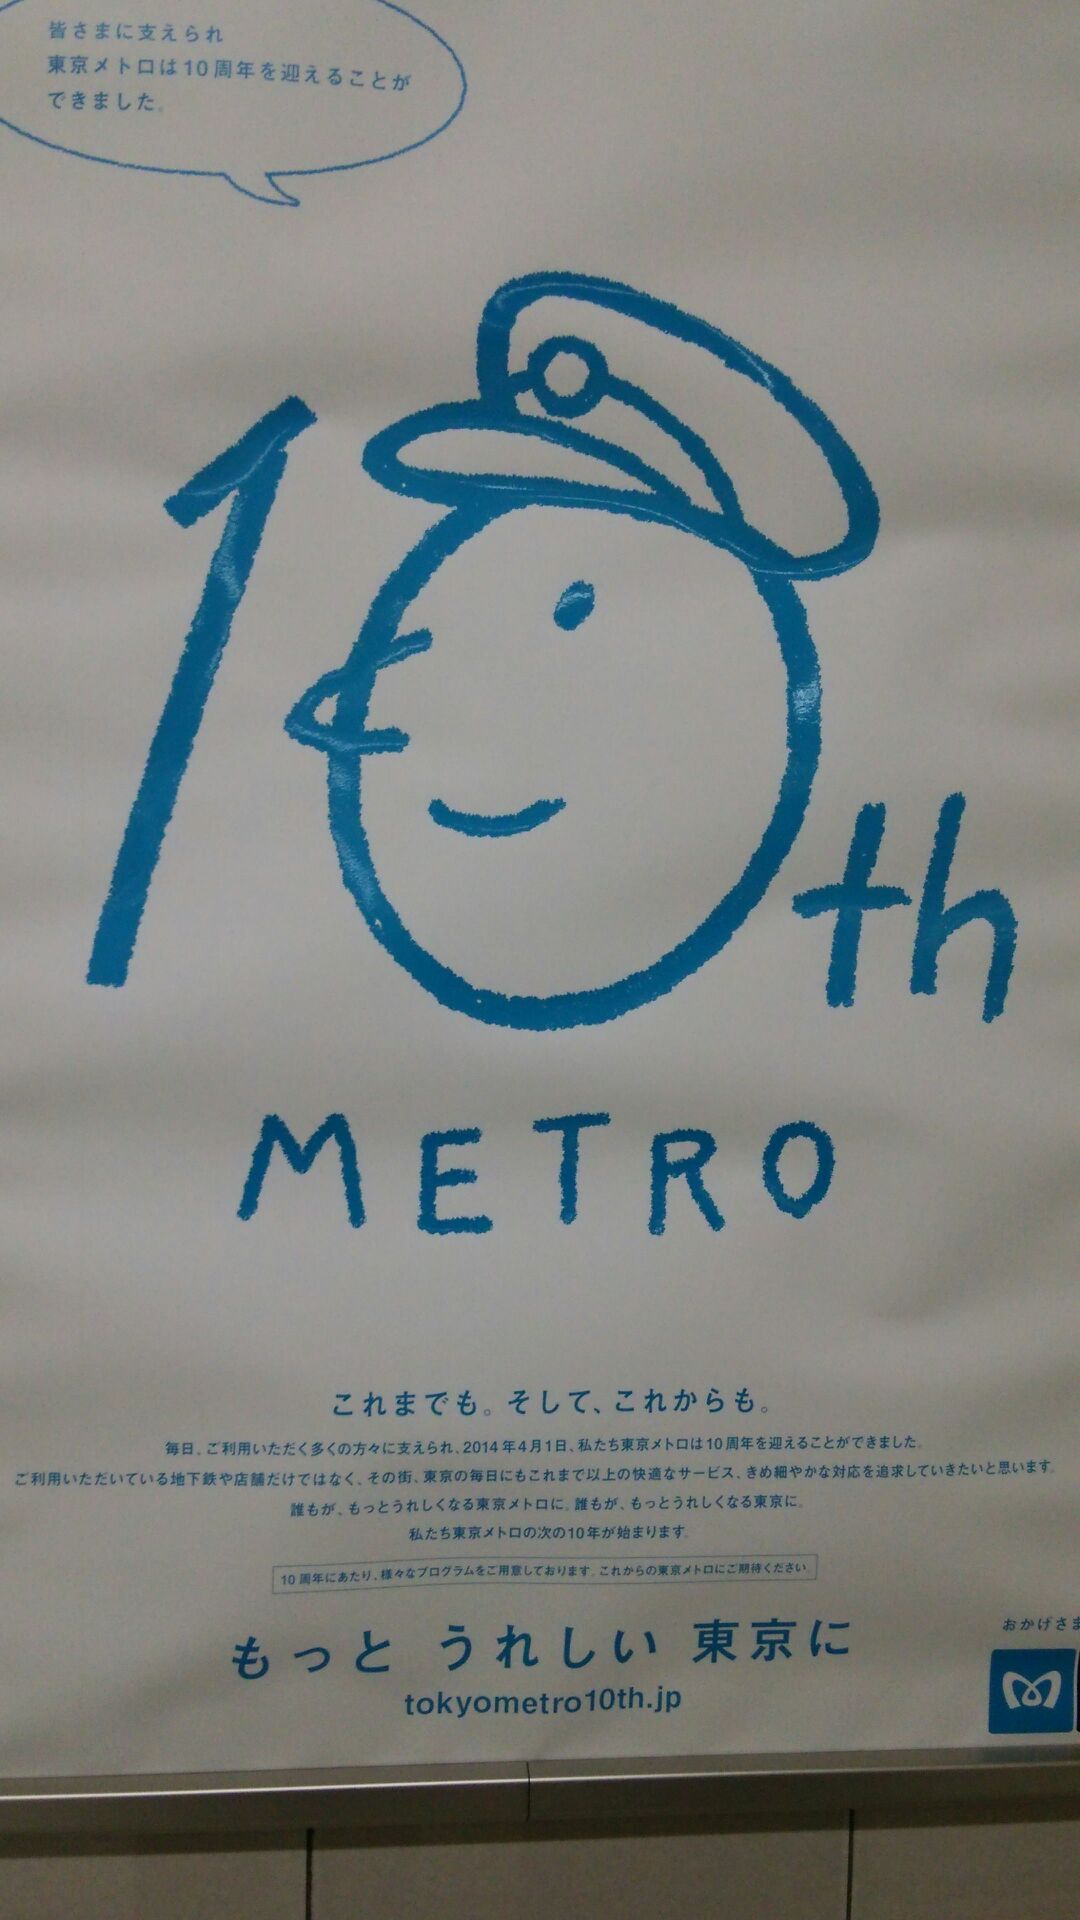 皆さまに支えられ
東京メトロは10周年を迎えることが
できました。
10th
METRO
これまでも。そして、これからも。
毎日。ご利用いただく多くの方々に支えられ、2014年4月1日、私たち東京メトロは10周年を迎えることができました。
ご利用いただいている地下鉄や店舗だけではなく、その街、東京の毎日にもこれまで以上の快適なサービス、きめ細やかな対応を追求していきたいと思います。
誰もが、もっとうれしくなる東京メトロに。誰もが、もっとうれしくなる東京に。
私たち東京メトロの次の10年が始まります。
10周年にあたり、様々なプログラムをご用意しております。これからの東京メトロにご期待ください。
もっと うれしい 東京に
tokyometro10th.jp
おかげさま